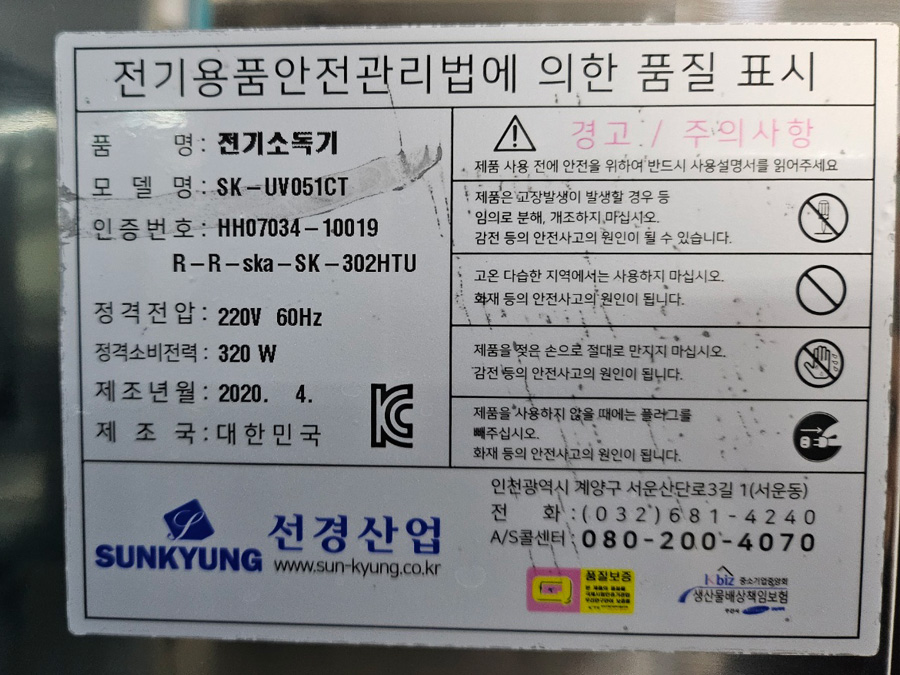 전기용품안전관리법에 의한 품질 표시
품 명 : 전기소독기
모 델 명 : SK-UV051CT
인증번호 : HH07034-10019
R-R-ska-SK-302HTU
정격전압 : 220V 60Hz
정격소비전력 : 320 W
제조년월 : 2020. 4.
제 조 국 : 대한민국
경고 / 주의사항
제품 사용 전에 안전을 위하여 반드시 사용설명서를 읽어주세요
제품은 고장발생이 발생할 경우 등
임의로 분해, 개조하지 마십시오.
감전 등의 안전사고의 원인이 될 수 있습니다.
고온 다습한 지역에서는 사용하지 마십시오.
화재 등의 안전사고의 원인이 됩니다.
제품을 젖은 손으로 절대로 만지지 마십시오.
감전 등의 안전사고의 원인이 됩니다.
제품을 사용하지 않을 때에는 플러그를
빼주십시오.
화재 등의 안전사고의 원인이 됩니다.
SUNKYUNG
선경산업
www.sun-kyung.co.kr
인천광역시 계양구 서운산단로3길 1(서운동)
전 화 : (032)681-4240
A/S콜센터 : 080-200-4070
품질보증
Kbiz 중소기업중앙회
생산물배상책임보험